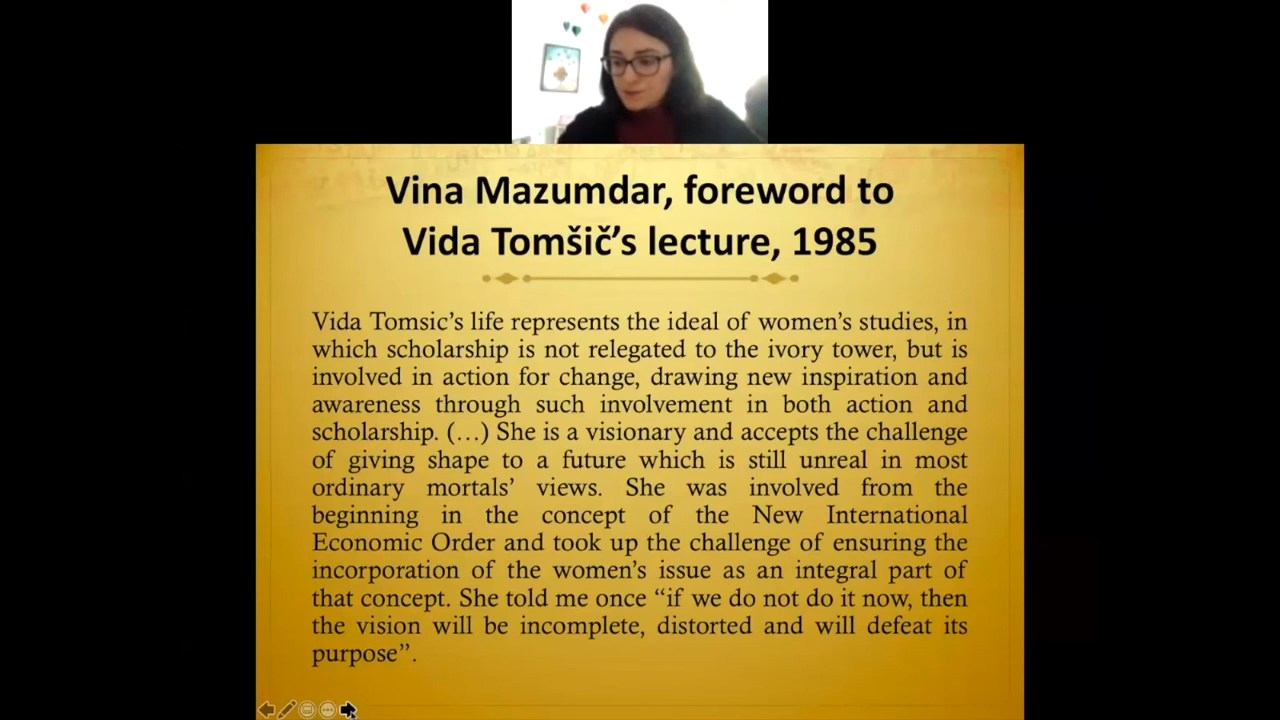 Vina Mazumdar, foreword to
Vida Tomšič’s lecture, 1985
Vida Tomsic’s life represents the ideal of women’s studies, in
which scholarship is not relegated to the ivory tower, but is
involved in action for change, drawing new inspiration and
awareness through such involvement in both action and
scholarship. (…) She is a visionary and accepts the challenge
of giving shape to a future which is still unreal in most
ordinary mortals’ views. She was involved from the
beginning in the concept of the New International
Economic Order and took up the challenge of ensuring the
incorporation of the women’s issue as an integral part of
that concept. She told me once “if we do not do it now, then
the vision will be incomplete, distorted and will defeat its
purpose”.